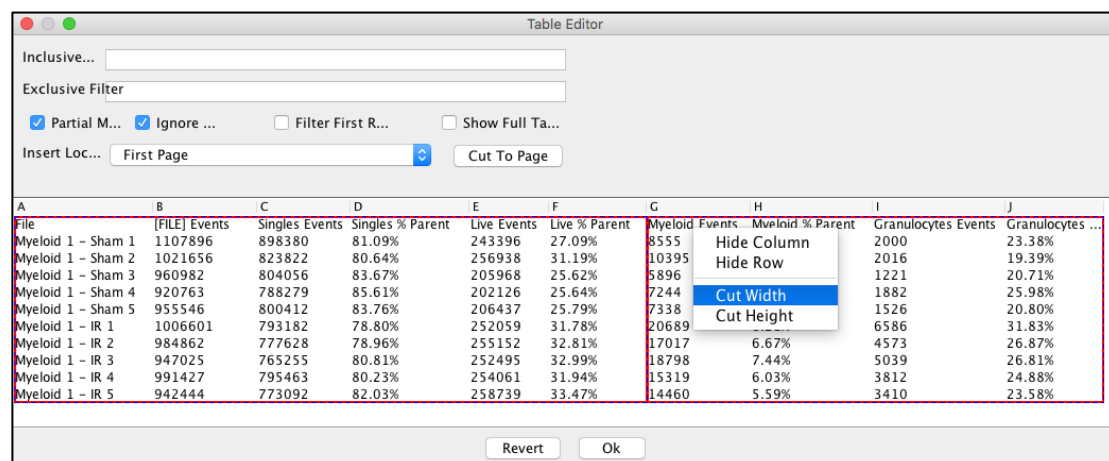 Table Editor
Inclusive...
Exclusive Filter
Partial M... Ignore ... Filter First R... Show Full Ta...
Insert Loc... First Page Cut To Page
A B C D E F G H I J
File [FILE] Events Singles Events Singles % Parent Live Events Live % Parent Myeloid Events Myeloid % Parent Granulocytes Events Granulocytes ...
Myeloid 1 - Sham 1 1107896 898380 81.09% 243396 27.09% 8555 2000 23.38%
Myeloid 1 - Sham 2 1021656 823822 80.64% 256938 31.19% 10395 2016 19.39%
Myeloid 1 - Sham 3 960982 804056 83.67% 205968 25.62% 5896 1221 20.71%
Myeloid 1 - Sham 4 920763 788279 85.61% 202126 25.64% 7244 1882 25.98%
Myeloid 1 - Sham 5 955546 800412 83.76% 206437 25.79% 7338 1526 20.80%
Myeloid 1 - IR 1 1006601 793182 78.80% 252059 31.78% 20689 6586 31.83%
Myeloid 1 - IR 2 984862 777628 78.96% 255152 32.81% 17017 6.67% 4573 26.87%
Myeloid 1 - IR 3 947025 765255 80.81% 252495 32.99% 18798 7.44% 5039 26.81%
Myeloid 1 - IR 4 991427 795463 80.23% 254061 31.94% 15319 6.03% 3812 24.88%
Myeloid 1 - IR 5 942444 773092 82.03% 258739 33.47% 14460 5.59% 3410 23.58%
Hide Column
Hide Row
Cut Width
Cut Height
Revert Ok